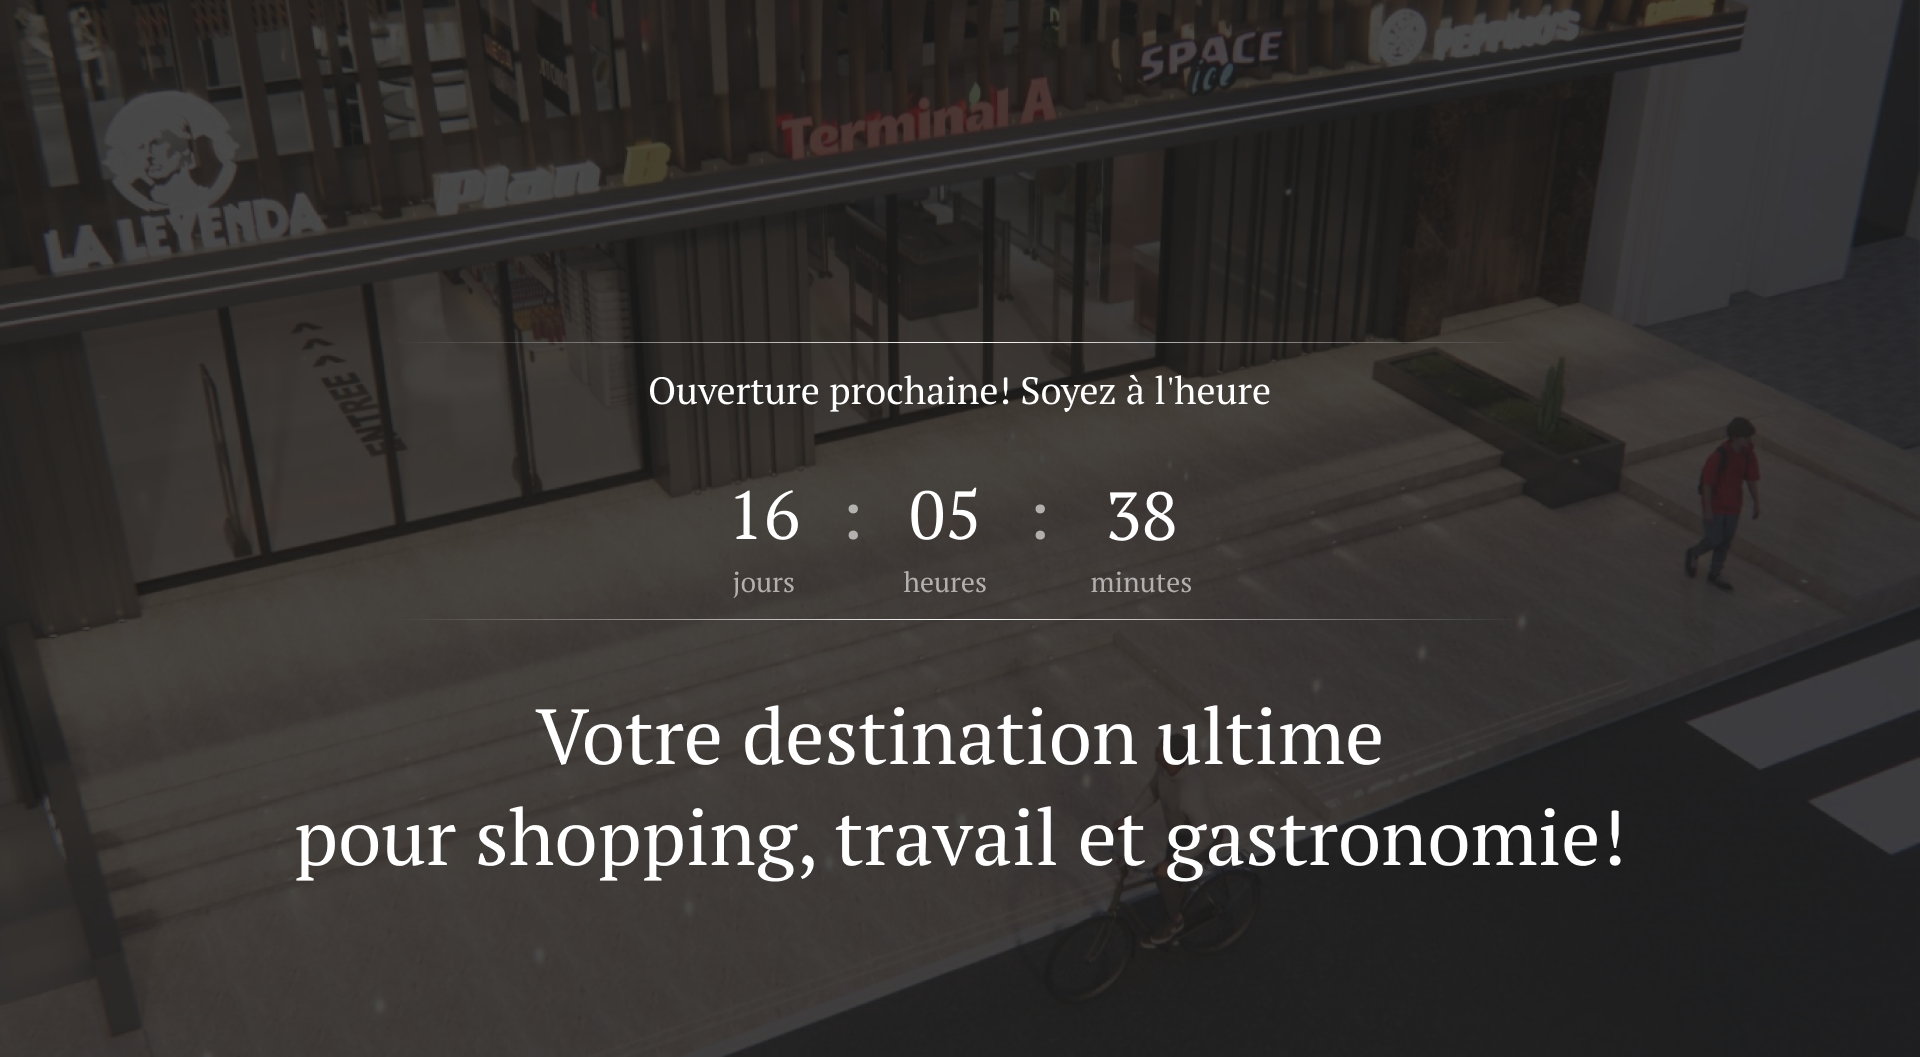 SPACE
ice
Terminal A
Plan B
LA LEYENDA
ENTREE
Ouverture prochaine! Soyez à l'heure
16 : 05 : 38
jours heures minutes
Votre destination ultime
pour shopping, travail et gastronomie!